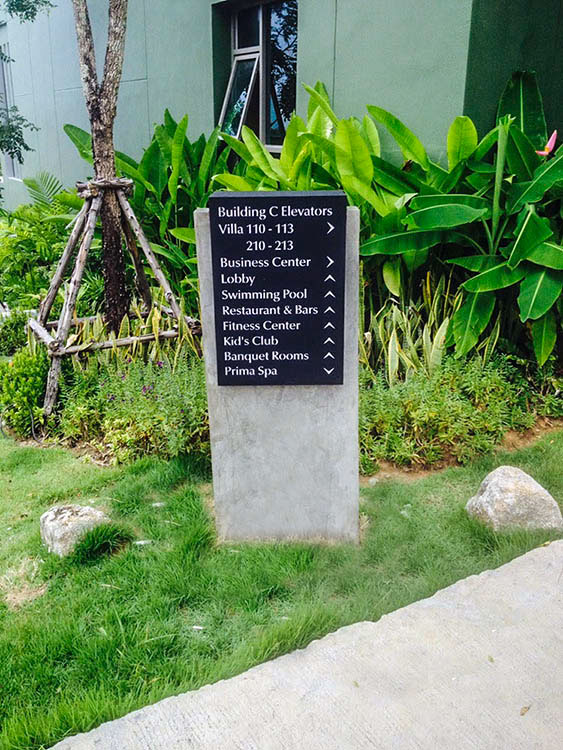 Building C Elevators
Villa 110 - 113 >
210 - 213
Business Center >
Lobby ^
Swimming Pool ^
Restaurant & Bars ^
Fitness Center ^
Kid's Club ^
Banquet Rooms ^
Prima Spa ⌄